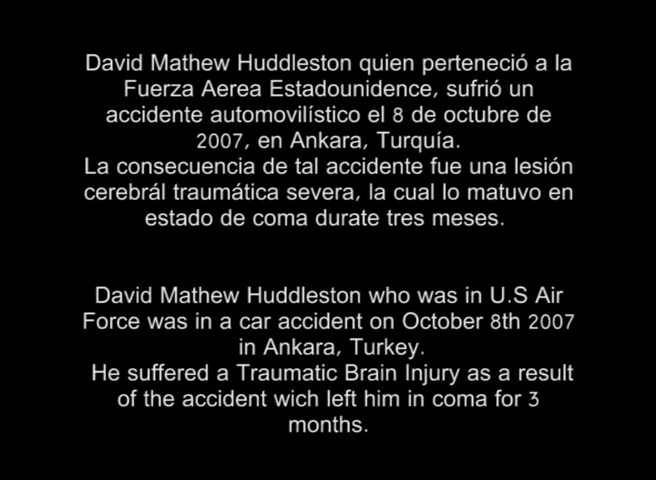 David Mathew Huddleston quien perteneció a la
Fuerza Aerea Estadounidence, sufrió un
accidente automovilístico el 8 de octubre de
2007, en Ankara, Turquía.
La consecuencia de tal accidente fue una lesión
cerebrál traumática severa, la cual lo matuvo en
estado de coma durate tres meses.
David Mathew Huddleston who was in U.S Air
Force was in a car accident on October 8th 2007
in Ankara, Turkey.
He suffered a Traumatic Brain Injury as a result
of the accident wich left him in coma for 3
months.